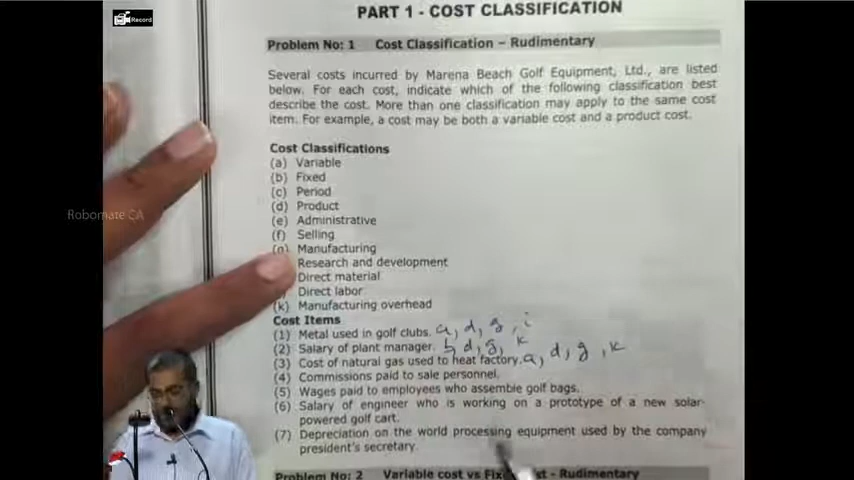 Record
PART 1 - COST CLASSIFICATION
Problem No: 1 Cost Classification – Rudimentary
Several costs incurred by Marena Beach Golf Equipment, Ltd., are listed
below. For each cost, indicate which of the following classification best
describe the cost. More than one classification may apply to the same cost
item. For example, a cost may be both a variable cost and a product cost.
Cost Classifications
(a) Variable
(b) Fixed
(c) Period
(d) Product
(e) Administrative
(f) Selling
(g) Manufacturing
Research and development
Direct material
Direct labor
(k) Manufacturing overhead
Cost Items
(1) Metal used in golf clubs. a, d, g, i
(2) Salary of plant manager. b, d, g, k
(3) Cost of natural gas used to heat factory. a, d, g, k
(4) Commissions paid to sale personnel.
(5) Wages paid to employees who assemble golf bags.
(6) Salary of engineer who is working on a prototype of a new solar-
powered golf cart.
(7) Depreciation on the world processing equipment used by the company
president's secretary.
Problem No: 2 Variable cost vs - Rudimentary
Robomate CA